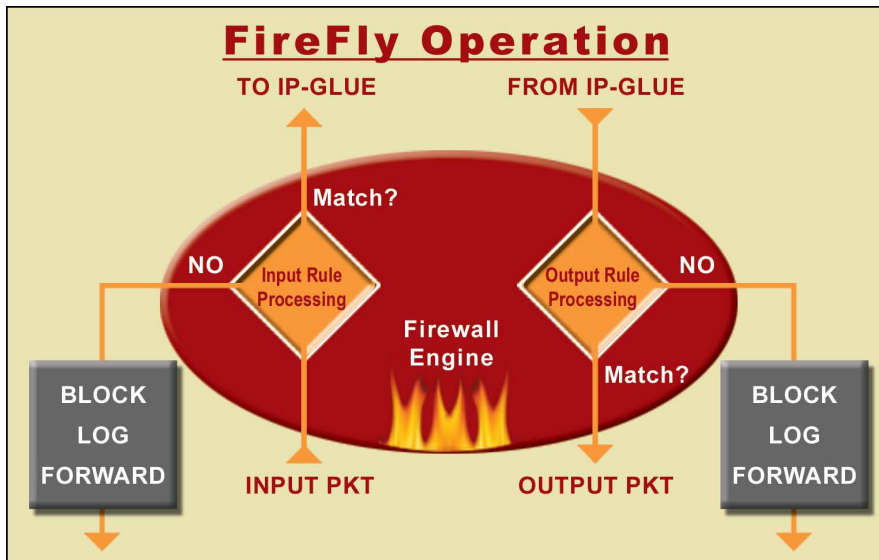 FireFly Operation
TO IP-GLUE
FROM IP-GLUE
Match?
NO
Input Rule
Processing
Output Rule
Processing
NO
Firewall
Engine
Match?
BLOCK
LOG
FORWARD
BLOCK
LOG
FORWARD
INPUT PKT
OUTPUT PKT